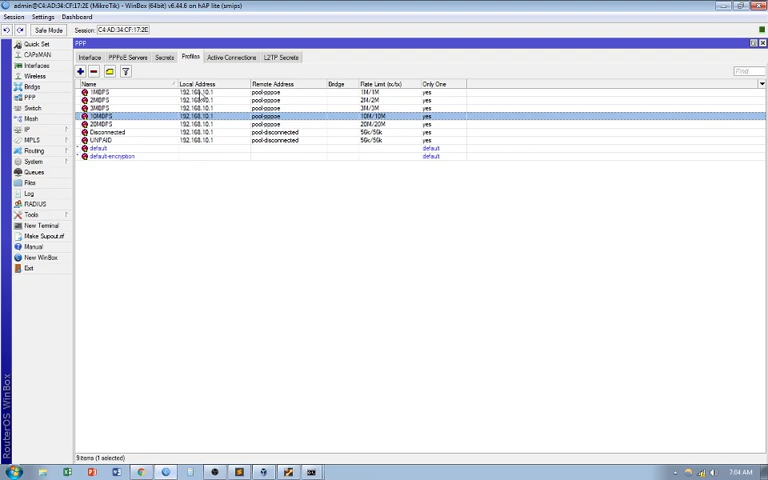 admin@C4:AD:34:CF:17:2E (MikroTik) - WinBox (64bit) v6.44.6 on hAP lite (smips)
Session Settings Dashboard
Safe Mode Session: C4:AD:34:CF:17:2E
Quick Set
CAPsMAN
Interfaces
Wireless
Bridge
PPP
Switch
Mesh
IP
MPLS
Routing
System
Queues
Files
Log
RADIUS
Tools
New Terminal
Make Supout.rif
Manual
New WinBox
Exit
RouterOS WinBox
PPP
Interface PPPoE Servers Secrets Profiles Active Connections L2TP Secrets
Find
Name Local Address Remote Address Bridge Rate Limit (rx/tx) Only One
1MBPS 192.168.10.1 pool-pppoe 1M/1M yes
2MBPS 192.168.10.1 pool-pppoe 2M/2M yes
3MBPS 192.168.10.1 pool-pppoe 3M/3M yes
10MBPS 192.168.10.1 pool-pppoe 10M/10M yes
20MBPS 192.168.10.1 pool-pppoe 20M/20M yes
Disconnected 192.168.10.1 pool-disconnected 56k/56k yes
UNPAID 192.168.10.1 pool-disconnected 56k/56k yes
* default default
* default-encryption default
9 items (1 selected)
7:04 AM